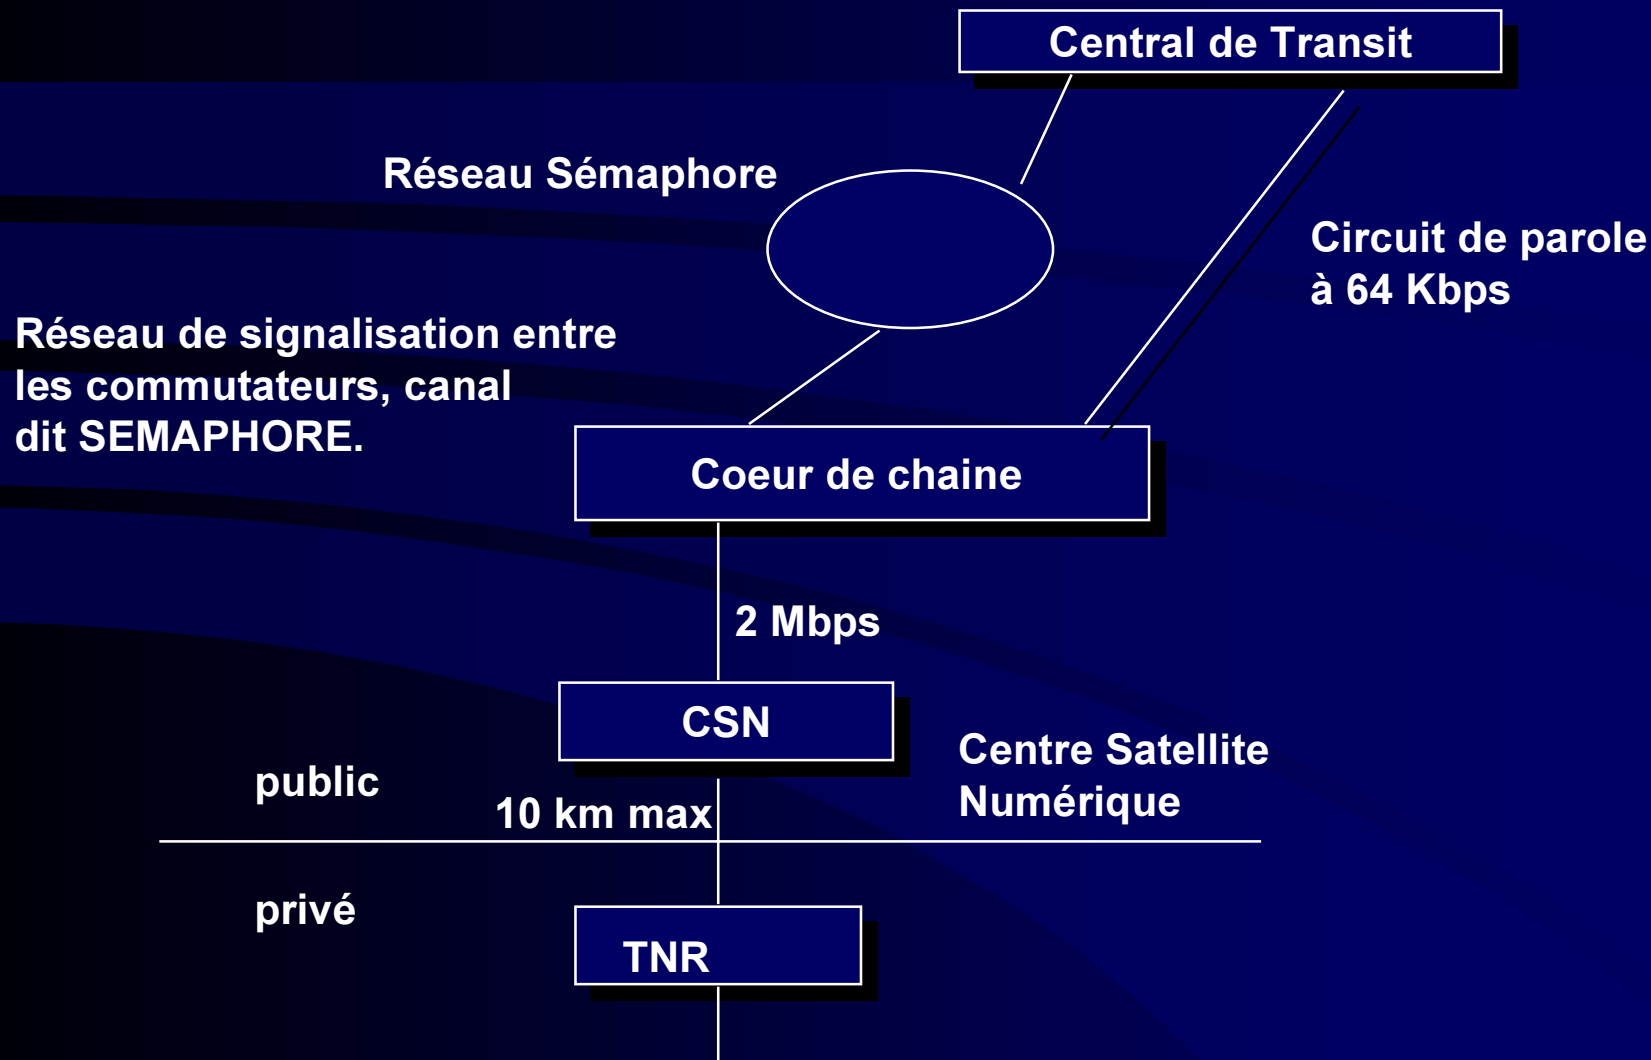 Central de Transit
Réseau Sémaphore
Circuit de parole
à 64 Kbps
Réseau de signalisation entre
les commutateurs, canal
dit SEMAPHORE.
Coeur de chaine
2 Mbps
CSN
Centre Satellite
Numérique
public
10 km max
privé
TNR